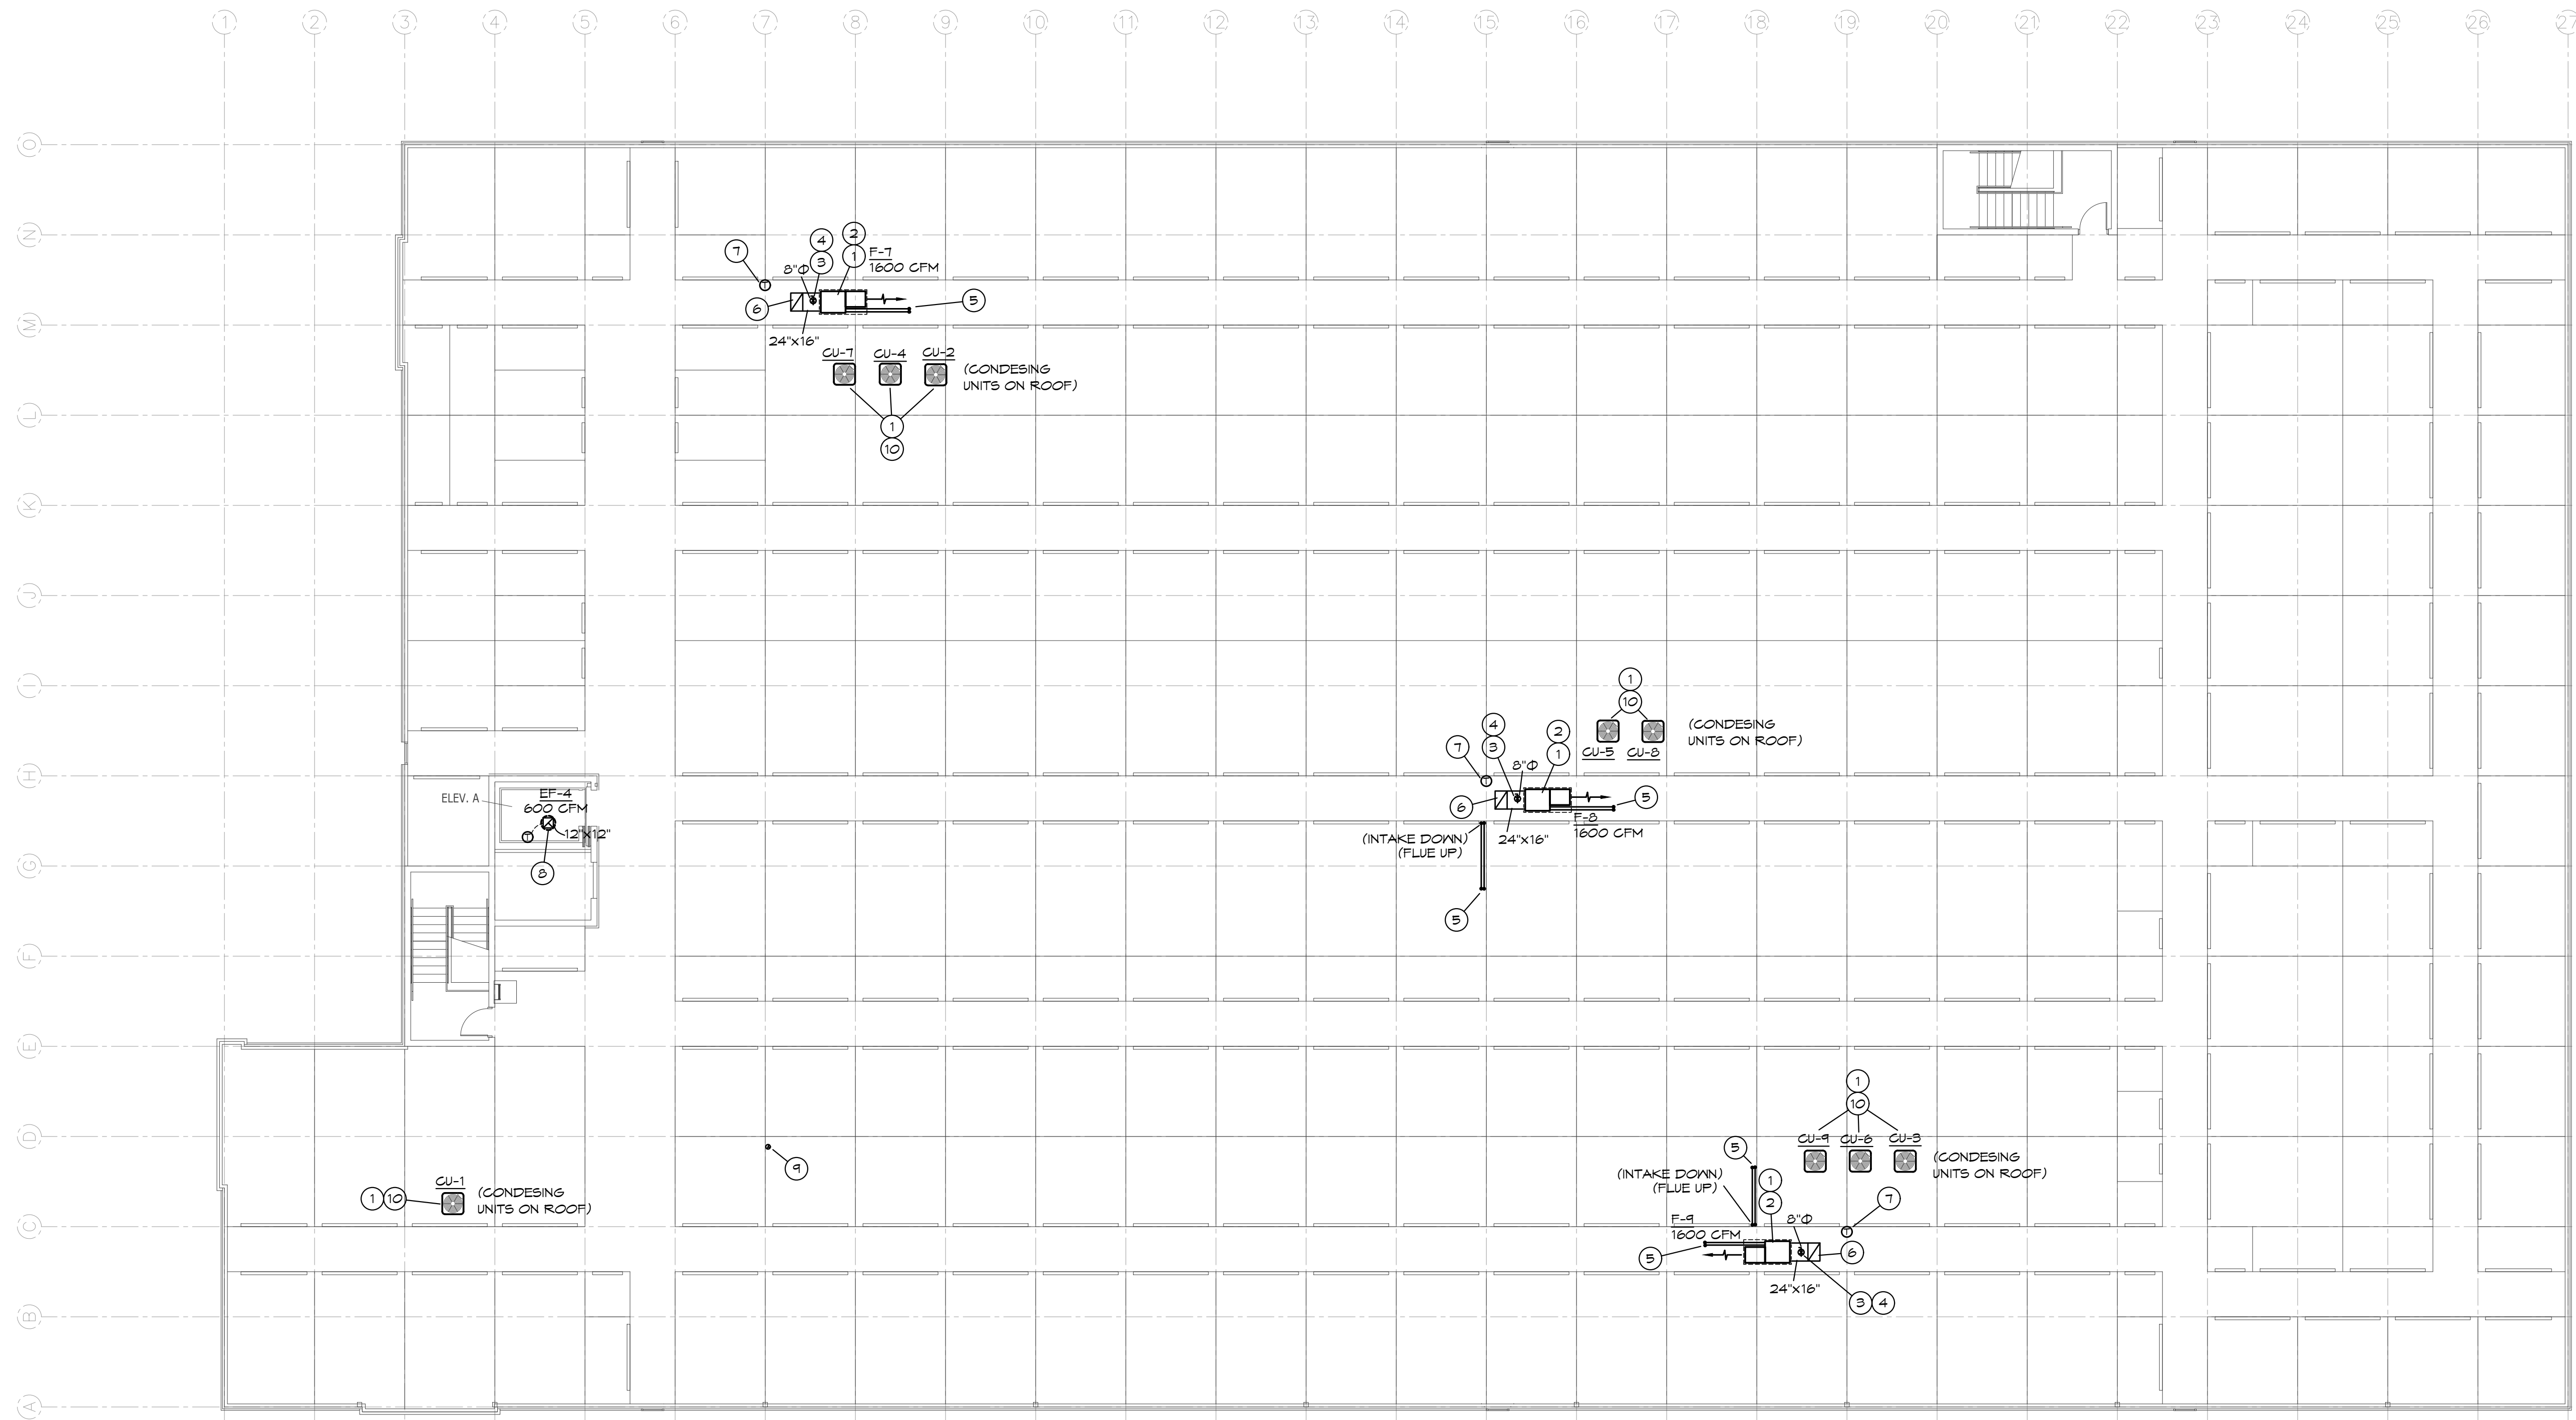 1 2 3 4 5 6 7 8 9 10 11 12 13 14 15 16 17 18 19 20 21 22 23 24 25 26 27
O
N
2
4
7
1
F-7
3
1600 CFM
8"Φ
5
6
M
24"x16"
CU-7 CU-4 CU-2
(CONDESING
UNITS ON ROOF)
L
1
10
K
J
I
1
10
(CONDESING
UNITS ON ROOF)
4
2
7
3
1
CU-5 CU-8
8"Φ
H
ELEV. A
EF-4
600 CFM
12"x12"
6
5
F-8
1600 CFM
(INTAKE DOWN)
(FLUE UP)
24"x16"
8
G
5
F
E
1
10
D
CU-9 CU-6 CU-3
(CONDESING
UNITS ON ROOF)
5
9
(INTAKE DOWN)
(FLUE UP)
1
2
CU-1
1 10
(CONDESING
UNITS ON ROOF)
7
C
F-9
1600 CFM
8"Φ
5
6
24"x16"
3 4
B
A